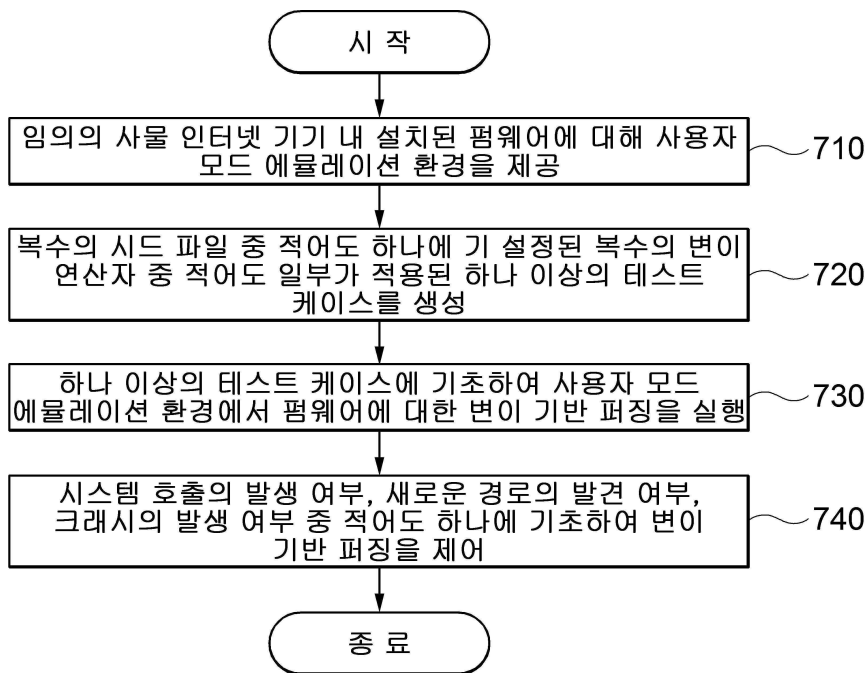 시 작
임의의 사물 인터넷 기기 내 설치된 펌웨어에 대해 사용자
모드 에뮬레이션 환경을 제공
710
복수의 시드 파일 중 적어도 하나에 기 설정된 복수의 변이
연산자 중 적어도 일부가 적용된 하나 이상의 테스트
케이스를 생성
720
하나 이상의 테스트 케이스에 기초하여 사용자 모드
에뮬레이션 환경에서 펌웨어에 대한 변이 기반 퍼징을 실행
730
시스템 호출의 발생 여부, 새로운 경로의 발견 여부,
크래시의 발생 여부 중 적어도 하나에 기초하여 변이
기반 퍼징을 제어
740
종 료